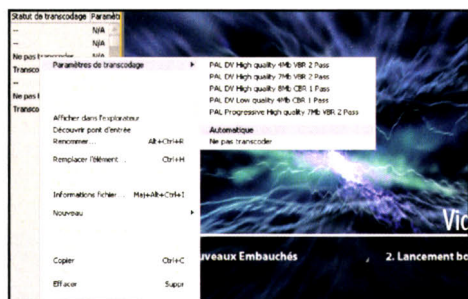 Statut de transcodage Paramètr
-- N/A
-- N/A
Ne pas transcoder N/A
Transco
--
Ne pas t
Transco
Paramètres de transcodage
Afficher dans l'explorateur
Découvrir pont d'entrée
Renommer... Alt+Ctrl+R
Remplacer l'élément... Ctrl+H
Informations fichier... Maj+Alt+Ctrl+I
Nouveau
Copier Ctrl+C
Effacer Suppr
PAL DV High quality 4Mb VBR 2 Pass
PAL DV High quality 7Mb VBR 2 Pass
PAL DV High quality 8Mb CBR 1 Pass
PAL DV Low quality 4Mb CBR 1 Pass
PAL Progressive High quality 7Mb VBR 2 Pass
Automatique
Ne pas transcoder
Vid
uveaux Embauchés
2. Lancement bo